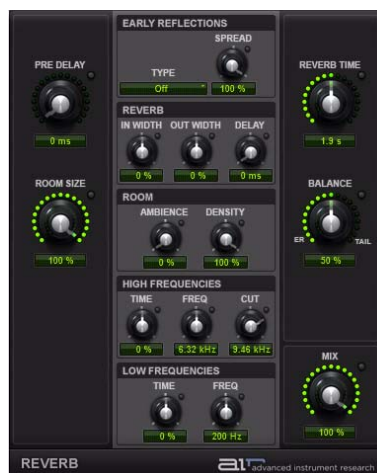 EARLY REFLECTIONS
SPREAD
TYPE
Off
100 %
PRE DELAY
0 ms
REVERB TIME
1.9 s
REVERB
IN WIDTH OUT WIDTH DELAY
0 % 0 % 0 ms
ROOM SIZE
100 %
ROOM
AMBIENCE DENSITY
0 % 100 %
BALANCE
ER TAIL
50 %
HIGH FREQUENCIES
TIME FREQ CUT
0 % 6.32 kHz 9.46 kHz
LOW FREQUENCIES
TIME FREQ
0 % 200 Hz
MIX
100 %
REVERB
AIR advanced instrument research